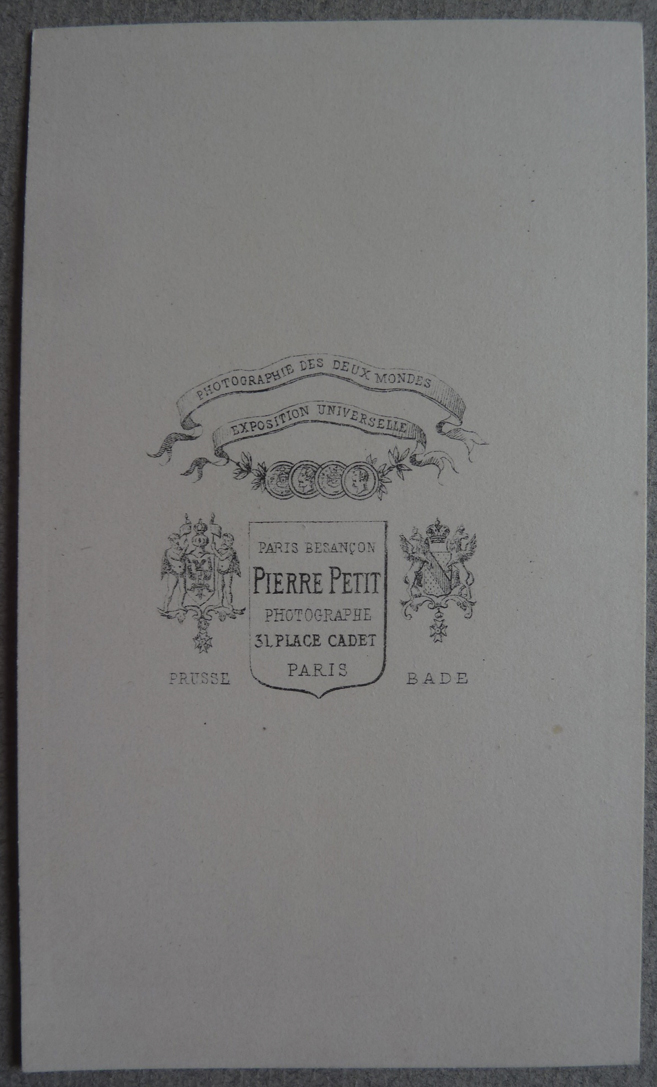 PHOTOGRAPHIE DES DEUX MONDES
EXPOSITION UNIVERSELLE
PARIS BESANÇON
PIERRE PETIT
PHOTOGRAPHE
31 PLACE CADET
PARIS
PRUSSE
BADE